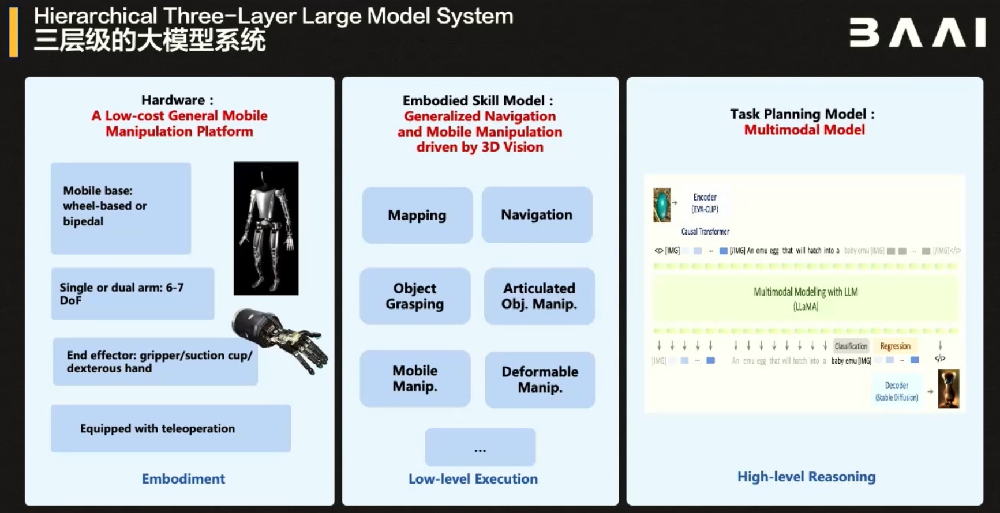 Hierarchical Three-Layer Large Model System
三层级的大模型系统
BAAI
Hardware :
A Low-cost General Mobile
Manipulation Platform
Mobile base:
wheel-based or
bipedal
Single or dual arm: 6-7
DoF
End effector: gripper/suction cup/
dexterous hand
Equipped with teleoperation
Embodiment
Embodied Skill Model :
Generalized Navigation
and Mobile Manipulation
driven by 3D Vision
Mapping
Navigation
Object
Grasping
Articulated
Obj. Manip.
Mobile
Manip.
Deformable
Manip.
...
Low-level Execution
Task Planning Model :
Multimodal Model
Encoder
(EVA-CLIP)
Causal Transformer
<s> [IMG] ... [/IMG] An emu egg that will hatch into a baby emu [IMG] ... [/IMG]</s>
Multimodal Modeling with LLM
(LLaMA)
Classification
Regression
[IMG] ... An emu egg that will hatch into a baby emu [IMG] ... </s>
Decoder
(Stable Diffusion)
High-level Reasoning